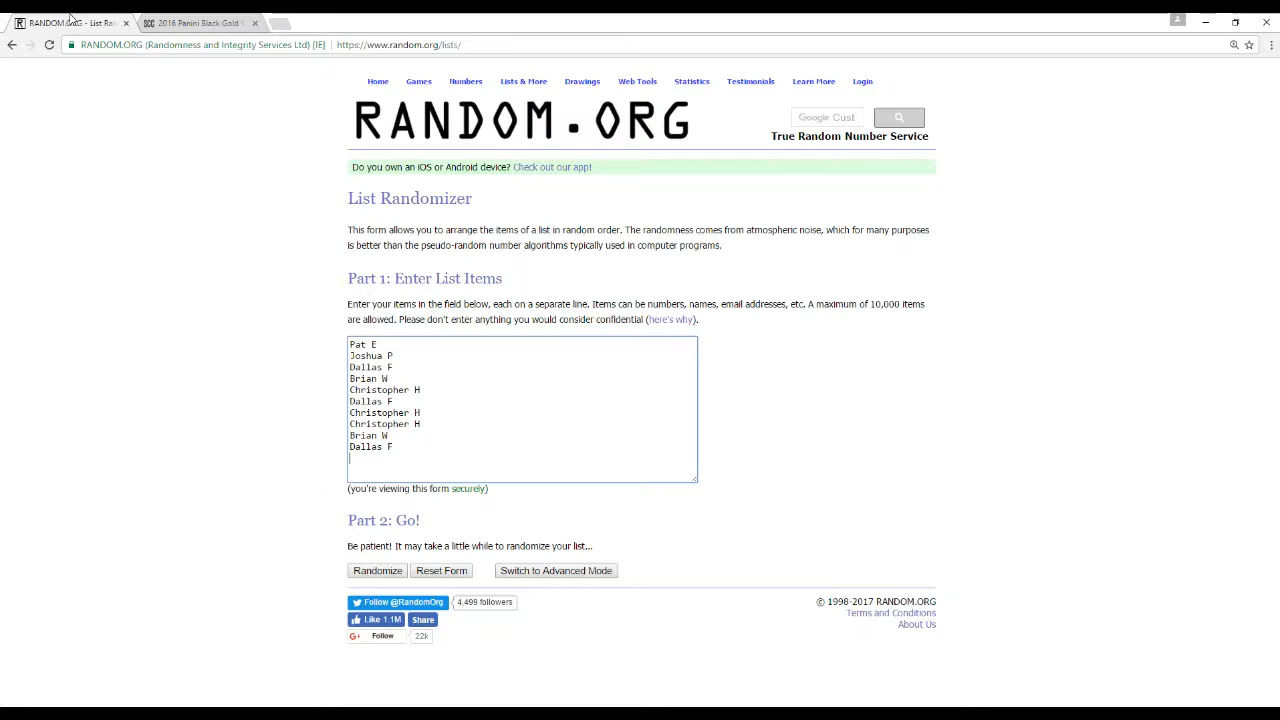 RANDOM.ORG - List Ra
2016 Panini Black Gold
RANDOM.ORG (Randomness and Integrity Services Ltd) [IE] https://www.random.org/lists/
Home Games Numbers Lists & More Drawings Web Tools Statistics Testimonials Learn More Login
RANDOM.ORG
Google Cust
True Random Number Service
Do you own an iOS or Android device? Check out our app!
List Randomizer
This form allows you to arrange the items of a list in random order. The randomness comes from atmospheric noise, which for many purposes
is better than the pseudo-random number algorithms typically used in computer programs.
Part 1: Enter List Items
Enter your items in the field below, each on a separate line. Items can be numbers, names, email addresses, etc. A maximum of 10,000 items
are allowed. Please don't enter anything you would consider confidential (here's why).
Pat E
Joshua P
Dallas F
Brian W
Christopher H
Dallas F
Christopher H
Christopher H
Brian W
Dallas F
(you're viewing this form securely)
Part 2: Go!
Be patient! It may take a little while to randomize your list...
Randomize Reset Form Switch to Advanced Mode
Follow @RandomOrg 4,499 followers
Like 1.1M Share
G+ Follow 22k
© 1998-2017 RANDOM.ORG
Terms and Conditions
About Us